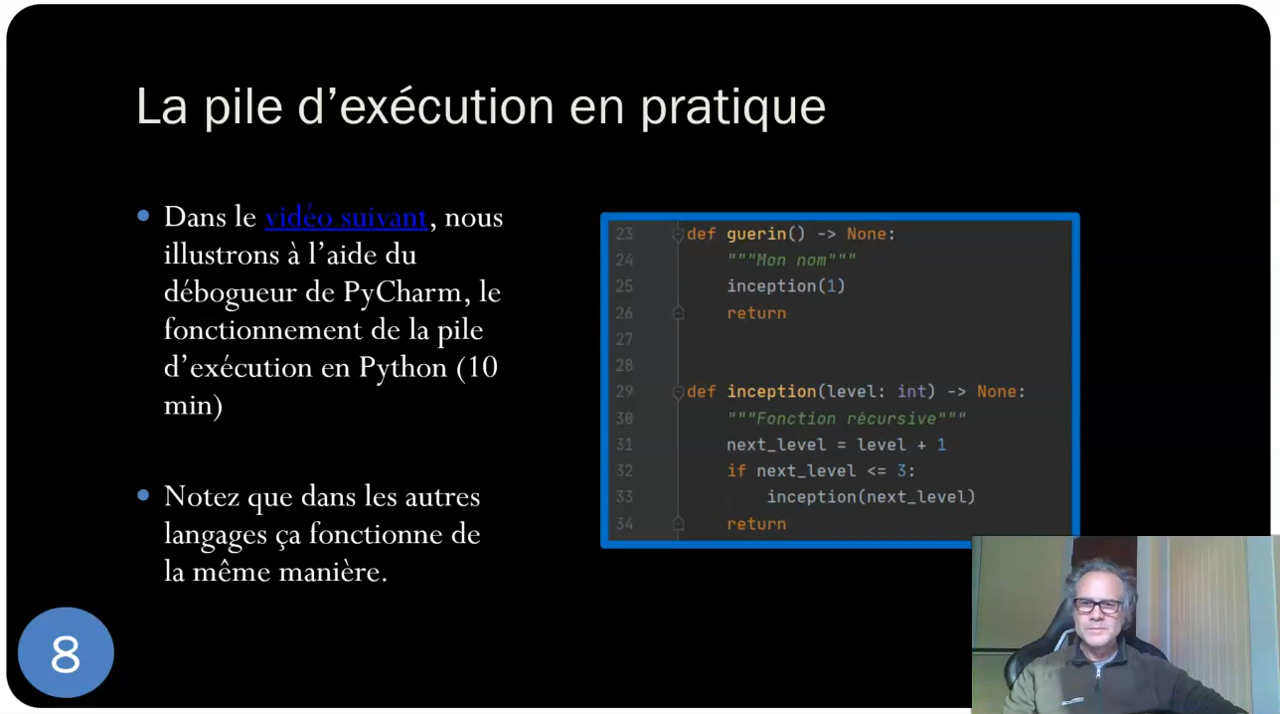 La pile d’exécution en pratique
Dans le vidéo suivant, nous
illustrons à l’aide du
débogueur de PyCharm, le
fonctionnement de la pile
d’exécution en Python (10
min)
Notez que dans les autres
langages ça fonctionne de
la même manière.
23 def guerin() -> None:
24 """Mon nom"""
25 inception(1)
26 return
27
28
29 def inception(level: int) -> None:
30 """Fonction récursive"""
31 next_level = level + 1
32 if next_level <= 3:
33 inception(next_level)
34 return
8